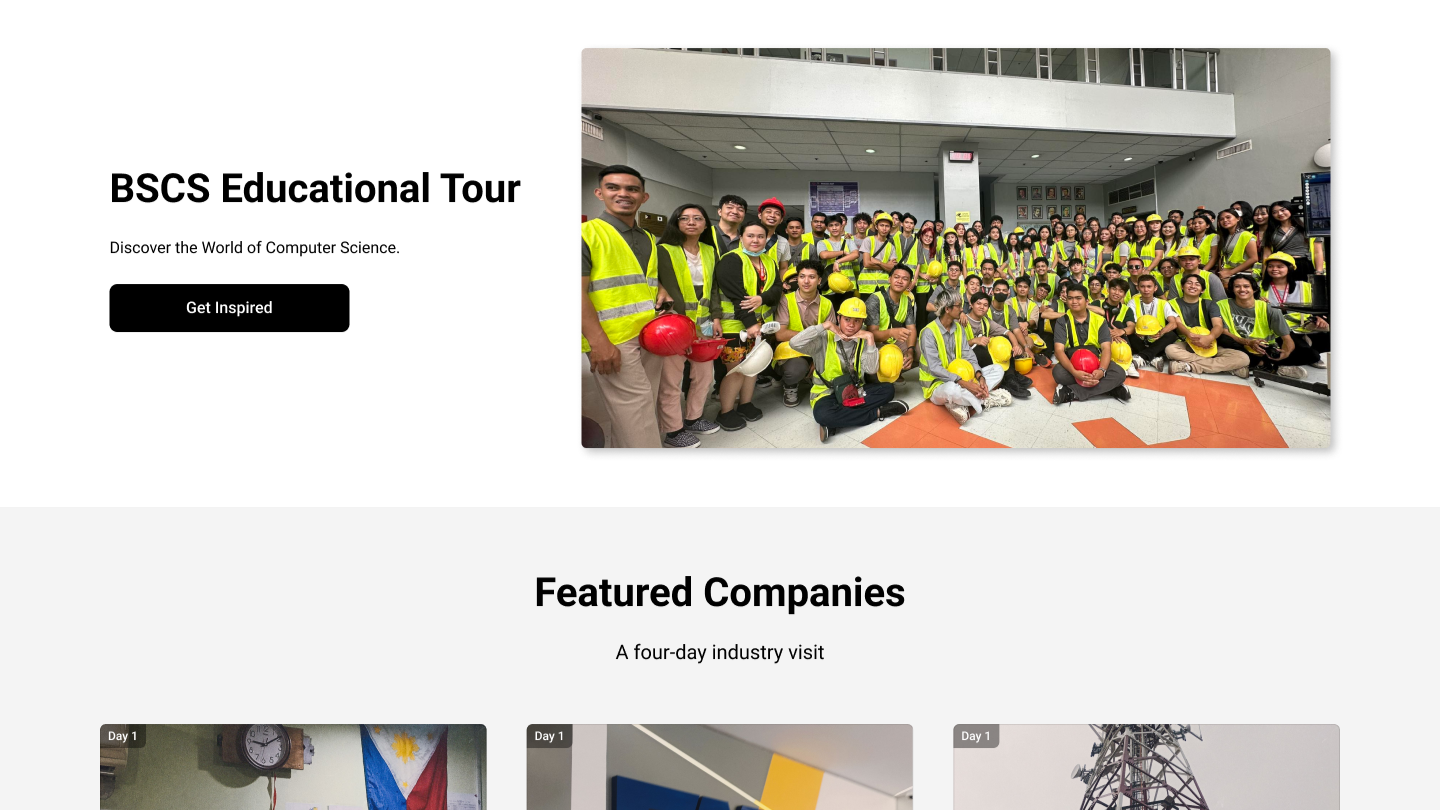 BSCS Educational Tour
Discover the World of Computer Science.
Get Inspired
Featured Companies
A four-day industry visit
Day 1
Day 1
Day 1